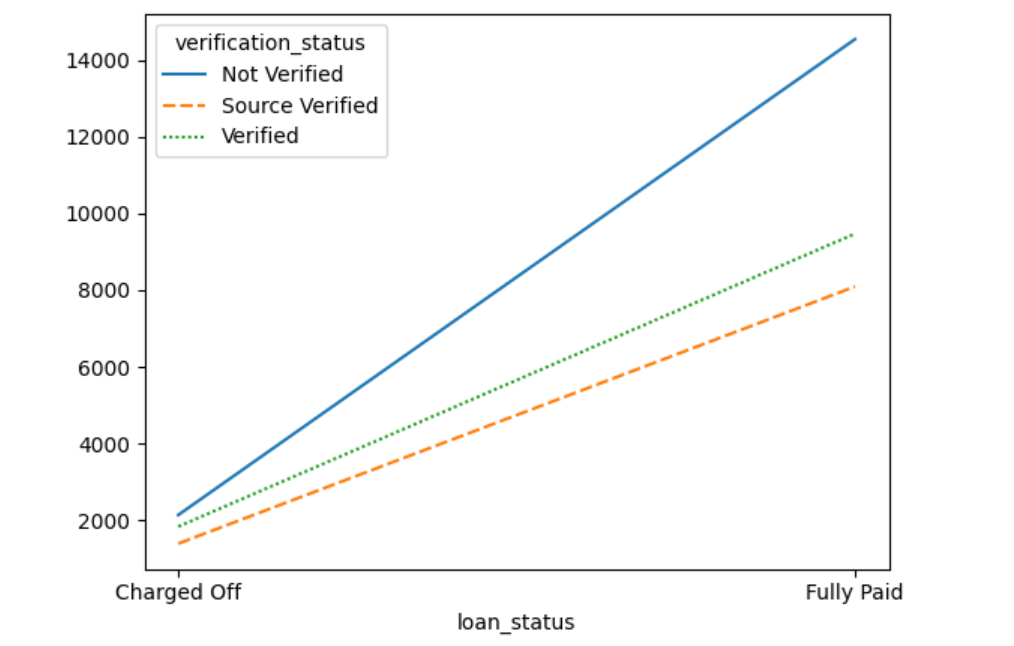 verification_status
Not Verified
Source Verified
Verified
14000
12000
10000
8000
6000
4000
2000
Charged Off Fully Paid
loan_status